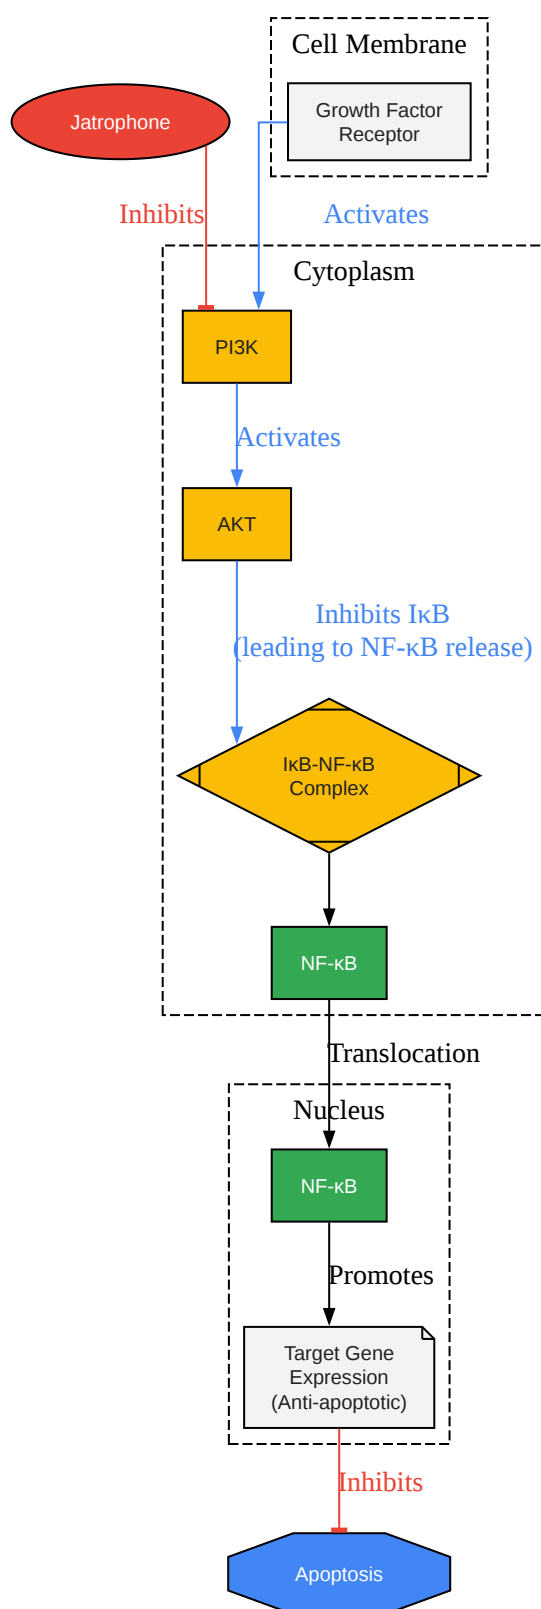 Cell Membrane
Jatrophone
Growth Factor
Receptor
Inhibits
Activates
Cytoplasm
PI3K
Activates
AKT
Inhibits IκB
(leading to NF-κB release)
IκB-NF-κB
Complex
NF-κB
Translocation
Nucleus
NF-κB
Promotes
Target Gene
Expression
(Anti-apoptotic)
Inhibits
Apoptosis